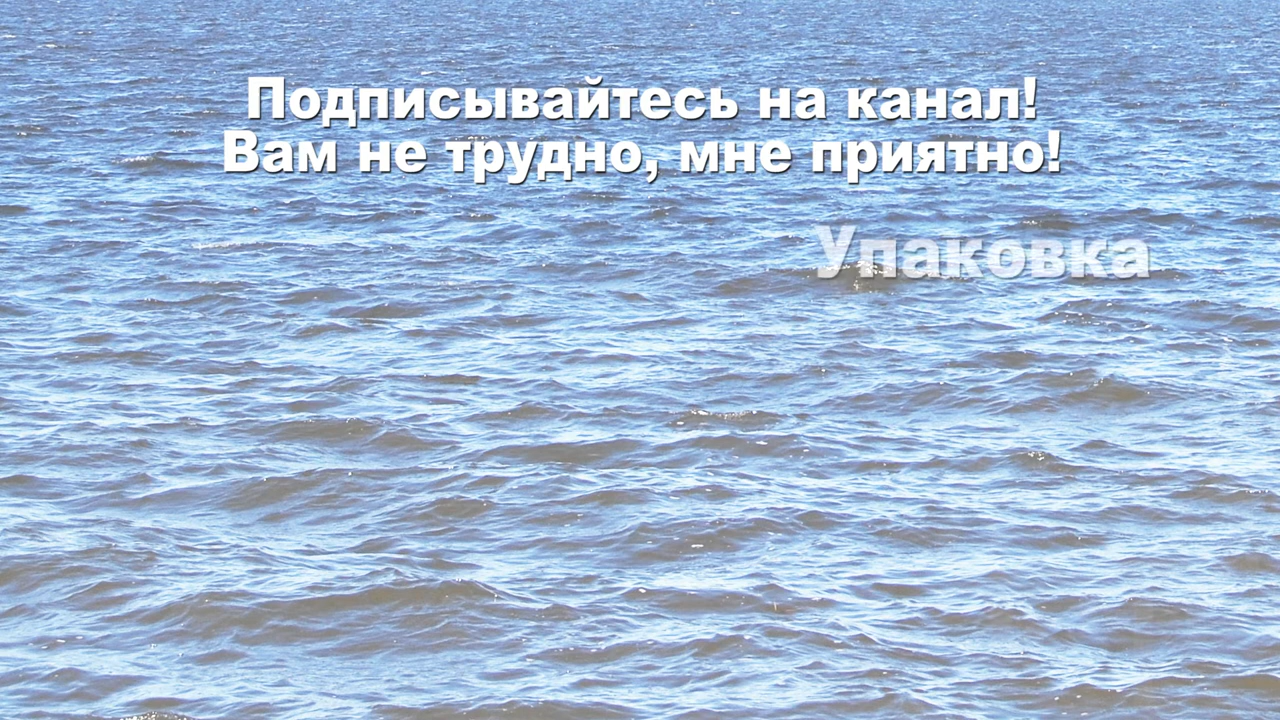 Подписывайтесь на канал!
Вам не трудно, мне приятно!
Упаковка